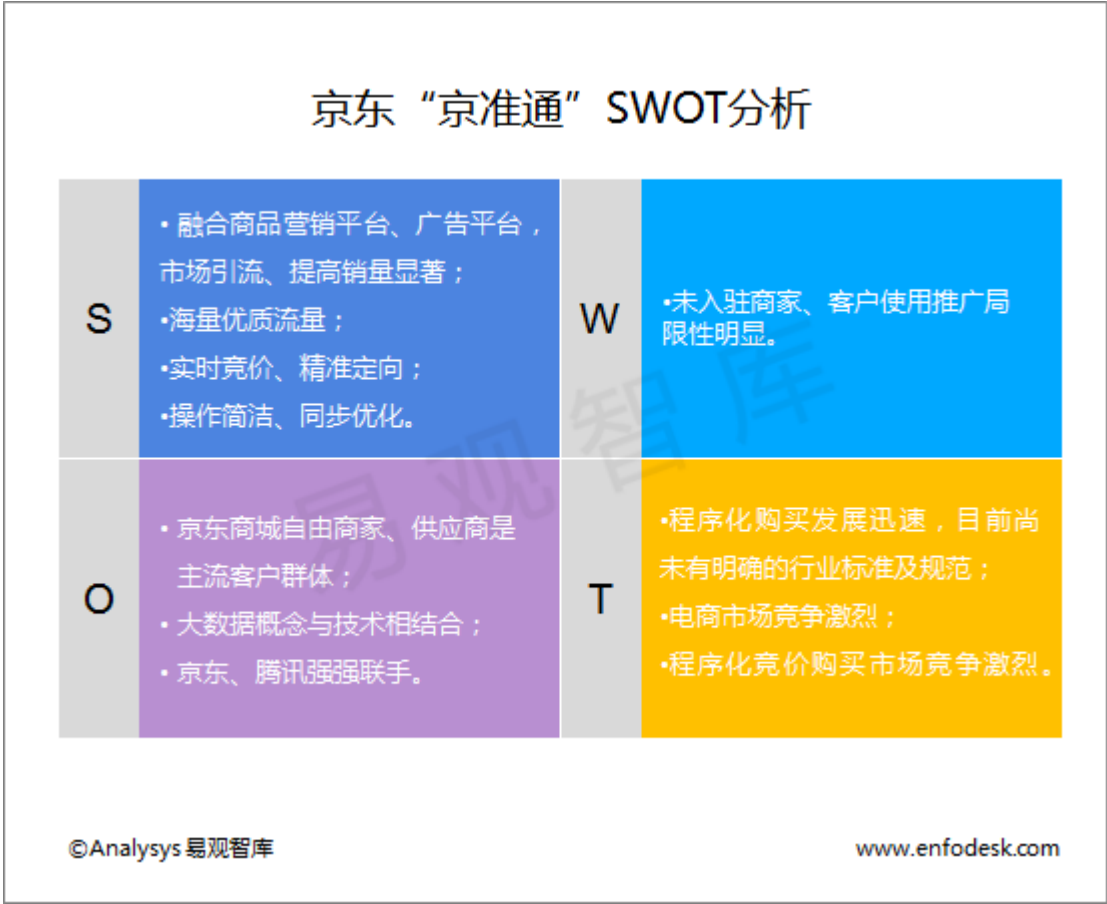 京东“京准通”SWOT分析
S
• 融合商品营销平台、广告平台，
市场引流、提高销量显著；
•海量优质流量；
•实时竞价、精准定向；
•操作简洁、同步优化。
W
•未入驻商家、客户使用推广局
限性明显。
O
• 京东商城自由商家、供应商是
主流客户群体；
• 大数据概念与技术相结合；
• 京东、腾讯强强联手。
T
•程序化购买发展迅速，目前尚
未有明确的行业标准及规范；
•电商市场竞争激烈；
•程序化竞价购买市场竞争激烈。
易观智库
©Analysys 易观智库
www.enfodesk.com